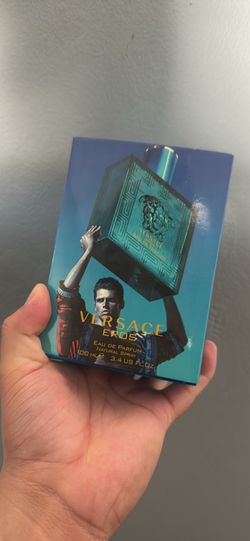 VERSACE
EROS
EAU DE PARFUM
NATURAL SPRAY
100 ML ℮ 3.4 US FL.OZ